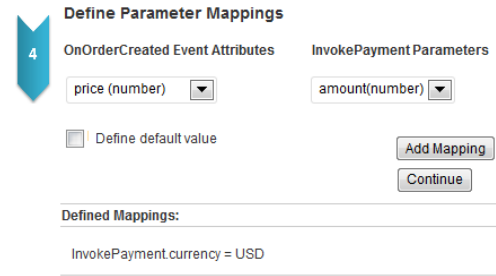 Define Parameter Mappings
4
OnOrderCreated Event Attributes InvokePayment Parameters
price (number) amount(number)
Define default value
Add Mapping
Continue
Defined Mappings:
InvokePayment.currency = USD